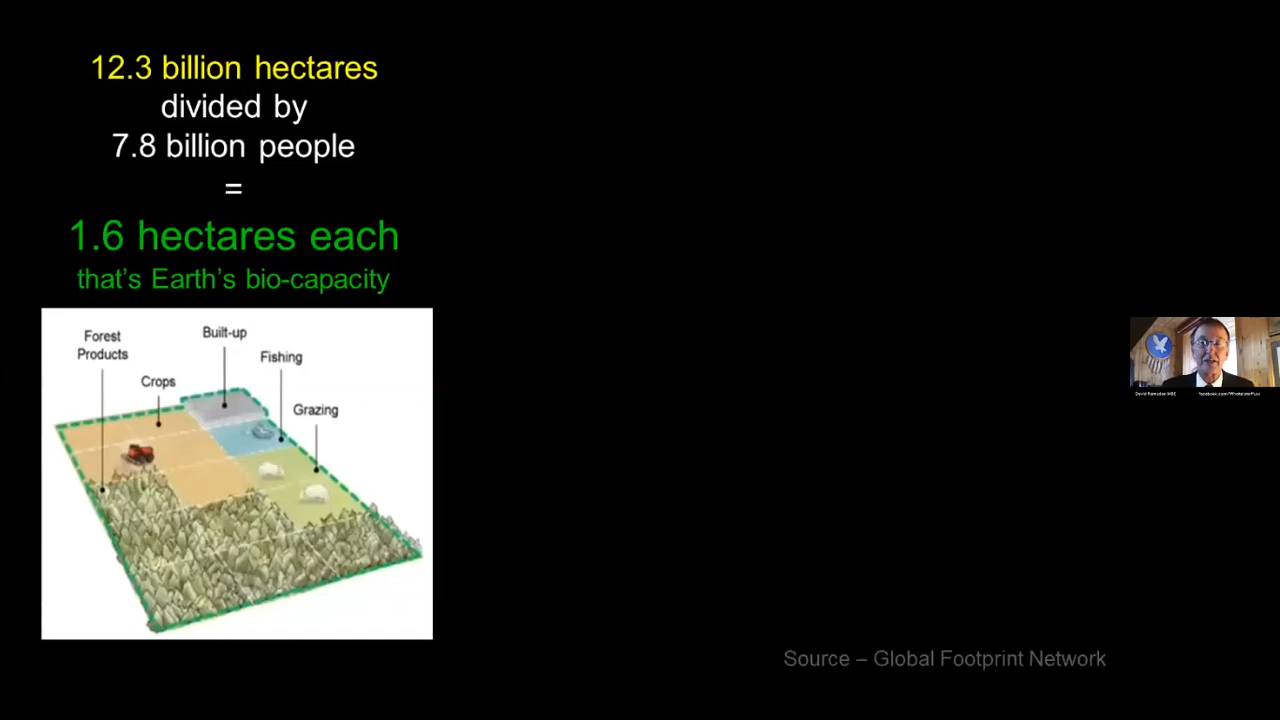 12.3 billion hectares
divided by
7.8 billion people
=
1.6 hectares each
that's Earth's bio-capacity
Forest
Products
Built-up
Fishing
Crops
Grazing
Source – Global Footprint Network